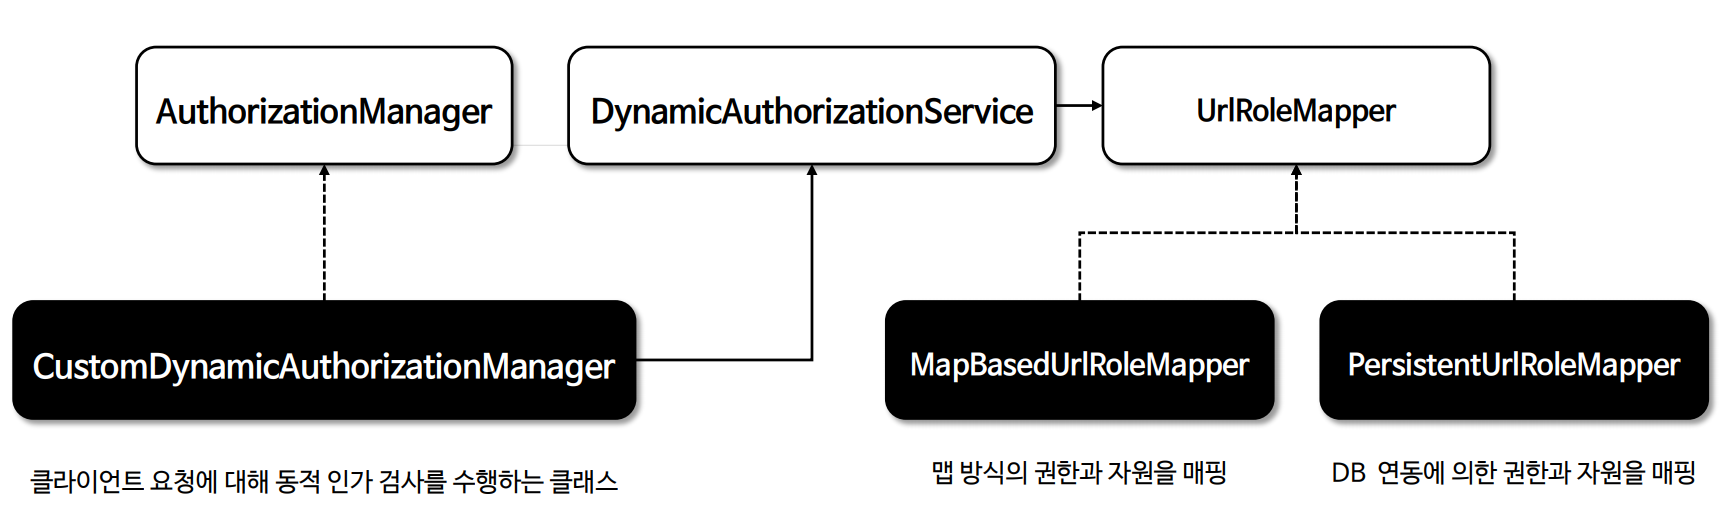 AuthorizationManager
DynamicAuthorizationService
UrlRoleMapper
CustomDynamicAuthorizationManager
MapBasedUrlRoleMapper
PersistentUrlRoleMapper
클라이언트 요청에 대해 동적 인가 검사를 수행하는 클래스
맵 방식의 권한과 자원을 매핑
DB 연동에 의한 권한과 자원을 매핑